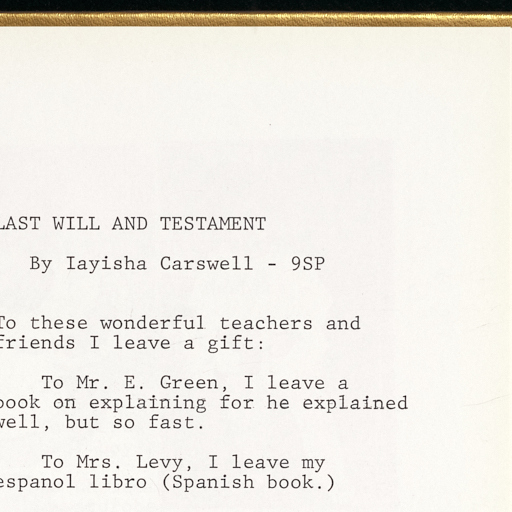 LAST WILL AND TESTAMENT
By Iayisha Carswell - 9SP
To these wonderful teachers and
friends I leave a gift:
To Mr. E. Green, I leave a
book on explaining for he explained
well, but so fast.
To Mrs. Levy, I leave my
espanol libro (Spanish book.)